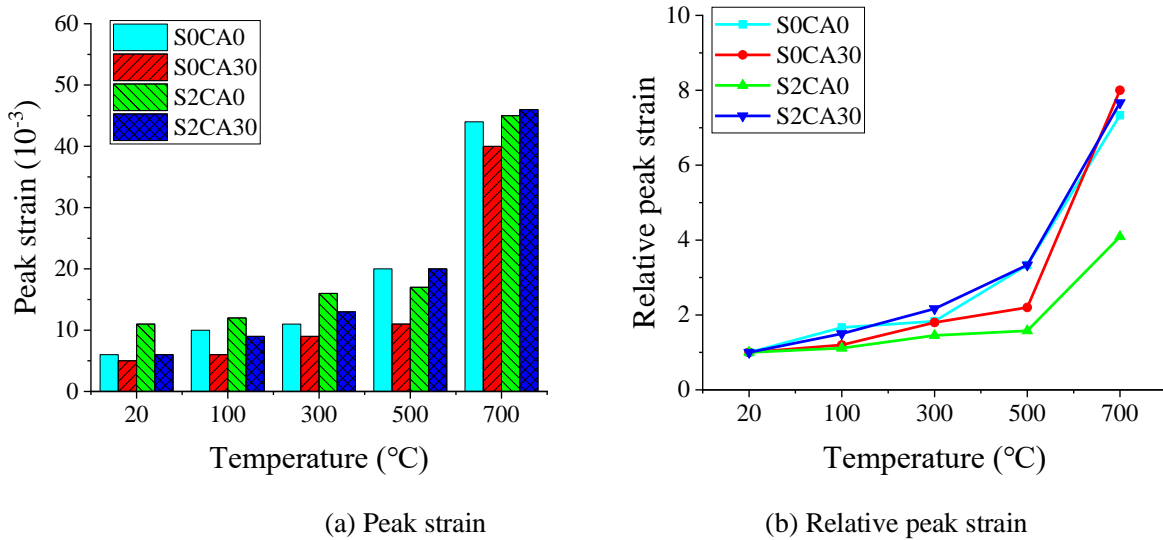 S0CA0
S0CA30
S2CA0
S2CA30
Peak strain (10-3)
60
50
40
30
20
10
0
20 100 300 500 700
Temperature (℃)
(a) Peak strain
S0CA0
S0CA30
S2CA0
S2CA30
Relative peak strain
10
8
6
4
2
0
20 100 300 500 700
Temperature (℃)
(b) Relative peak strain